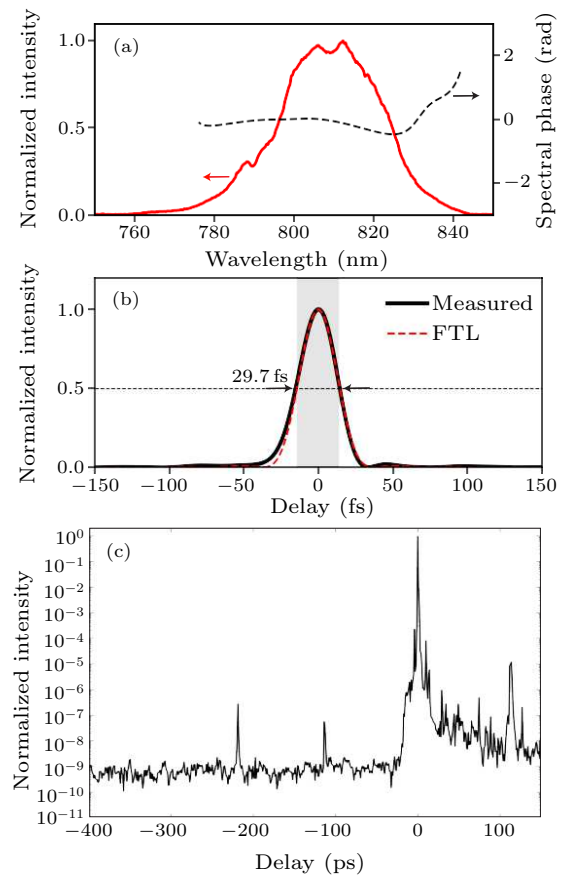 (a)
Normalized intensity
1.0
0.5
0.0
2
0
−2
Spectral phase (rad)
760 780 800 820 840
Wavelength (nm)
(b)
Measured
FTL
29.7 fs
Normalized intensity
1.0
0.5
0.0
−150 −100 −50 0 50 100 150
Delay (fs)
(c)
Normalized intensity
10^0
10^-1
10^-2
10^-3
10^-4
10^-5
10^-6
10^-7
10^-8
10^-9
10^-10
10^-11
−400 −300 −200 −100 0 100
Delay (ps)